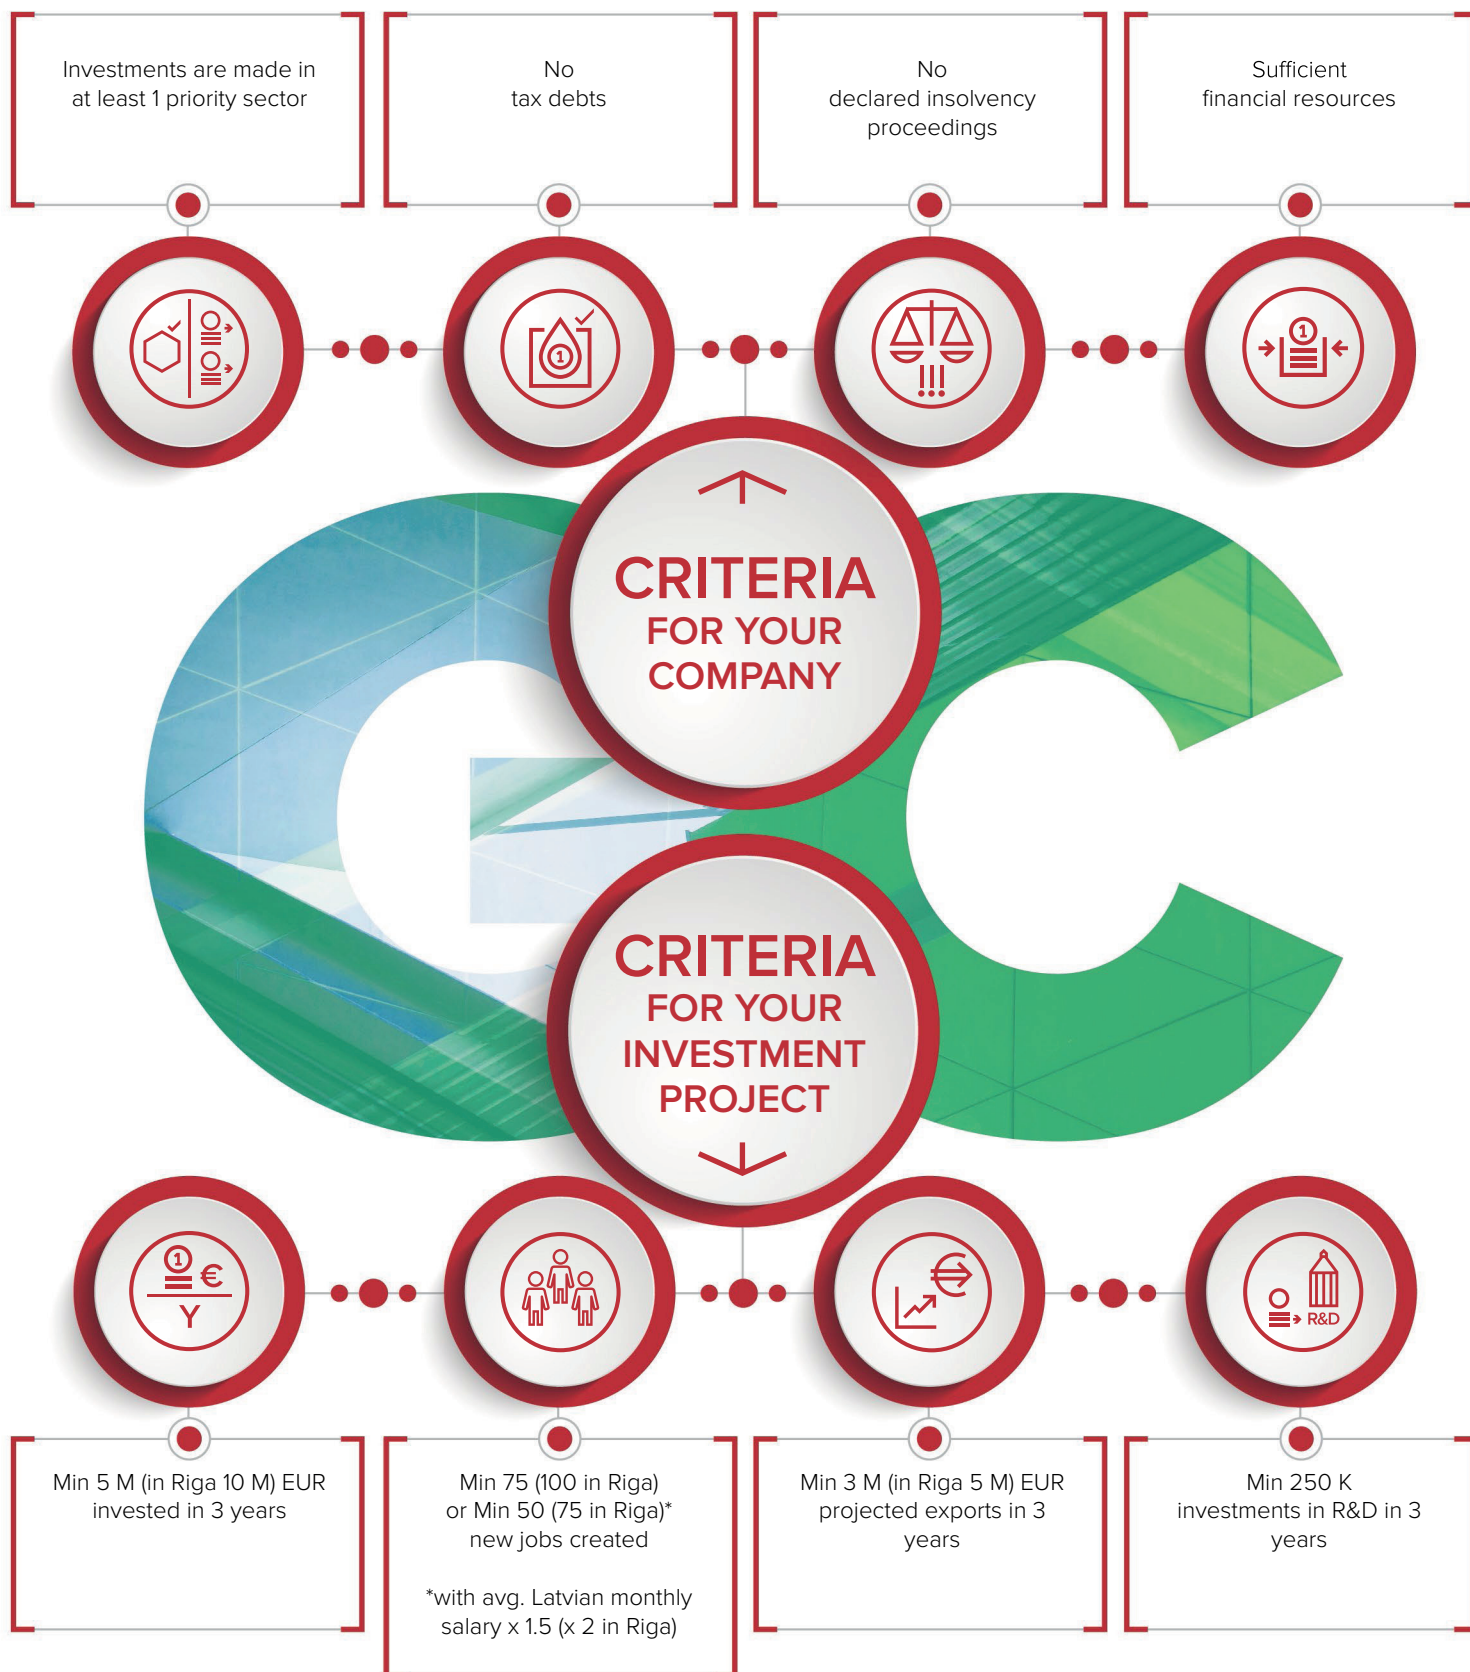 Investments are made in
at least 1 priority sector
No
tax debts
No
declared insolvency
proceedings
Sufficient
financial resources
1
1
GC
CRITERIA
FOR YOUR
COMPANY
CRITERIA
FOR YOUR
INVESTMENT
PROJECT
1 €
Y
R&D
Min 5 M (in Riga 10 M) EUR
invested in 3 years
Min 75 (100 in Riga)
or Min 50 (75 in Riga)*
new jobs created
*with avg. Latvian monthly
salary x 1.5 (x 2 in Riga)
Min 3 M (in Riga 5 M) EUR
projected exports in 3
years
Min 250 K
investments in R&D in 3
years